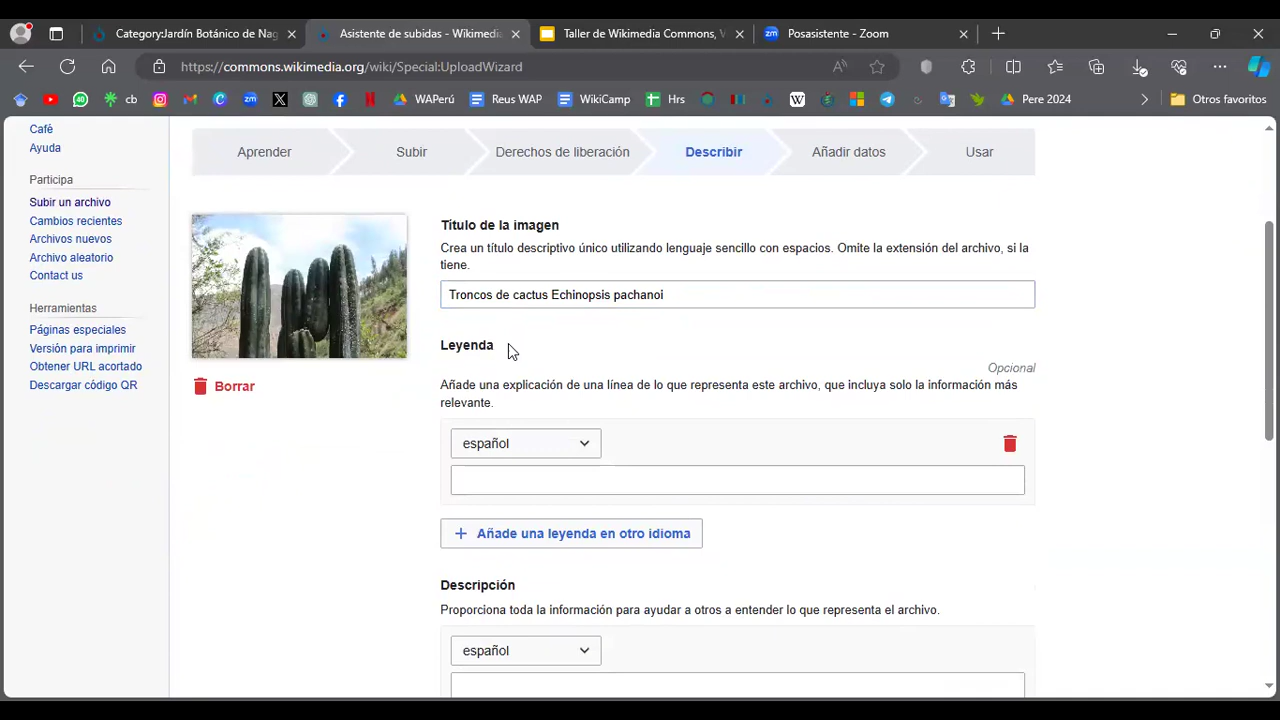 Category:Jardín Botánico de Nag
Asistente de subidas - Wikimedia
Taller de Wikimedia Commons, V
Posasistente - Zoom
https://commons.wikimedia.org/wiki/Special:UploadWizard
cb
WAPerú
Reus WAP
WikiCamp
Hrs
Pere 2024
Otros favoritos
Café
Ayuda
Participa
Subir un archivo
Cambios recientes
Archivos nuevos
Archivo aleatorio
Contact us
Herramientas
Páginas especiales
Versión para imprimir
Obtener URL acortado
Descargar código QR
Aprender
Subir
Derechos de liberación
Describir
Añadir datos
Usar
Borrar
Título de la imagen
Crea un título descriptivo único utilizando lenguaje sencillo con espacios. Omite la extensión del archivo, si la
tiene.
Troncos de cactus Echinopsis pachanoi
Leyenda
Opcional
Añade una explicación de una línea de lo que representa este archivo, que incluya solo la información más
relevante.
español
Añade una leyenda en otro idioma
Descripción
Proporciona toda la información para ayudar a otros a entender lo que representa el archivo.
español